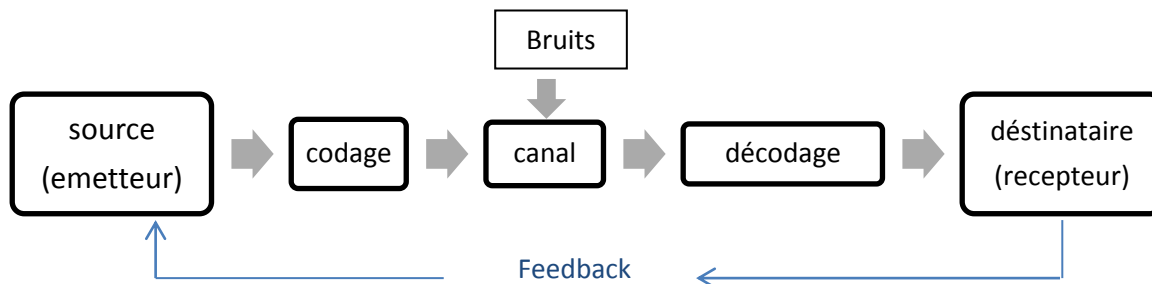 Bruits
source
(emetteur)
codage
canal
décodage
déstinataire
(recepteur)
Feedback